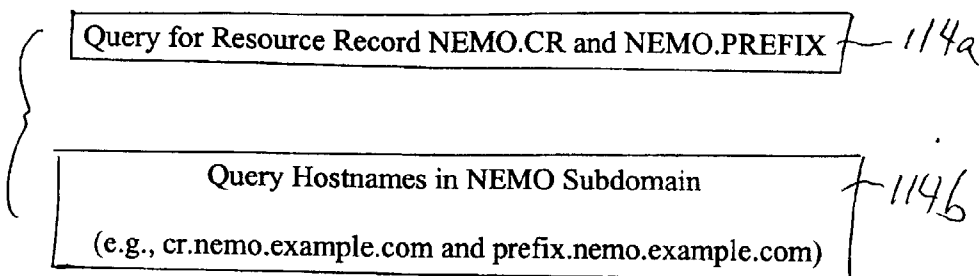 Query for Resource Record NEMO.CR and NEMO.PREFIX 114a
Query Hostnames in NEMO Subdomain 114b
(e.g., cr.nemo.example.com and prefix.nemo.example.com)